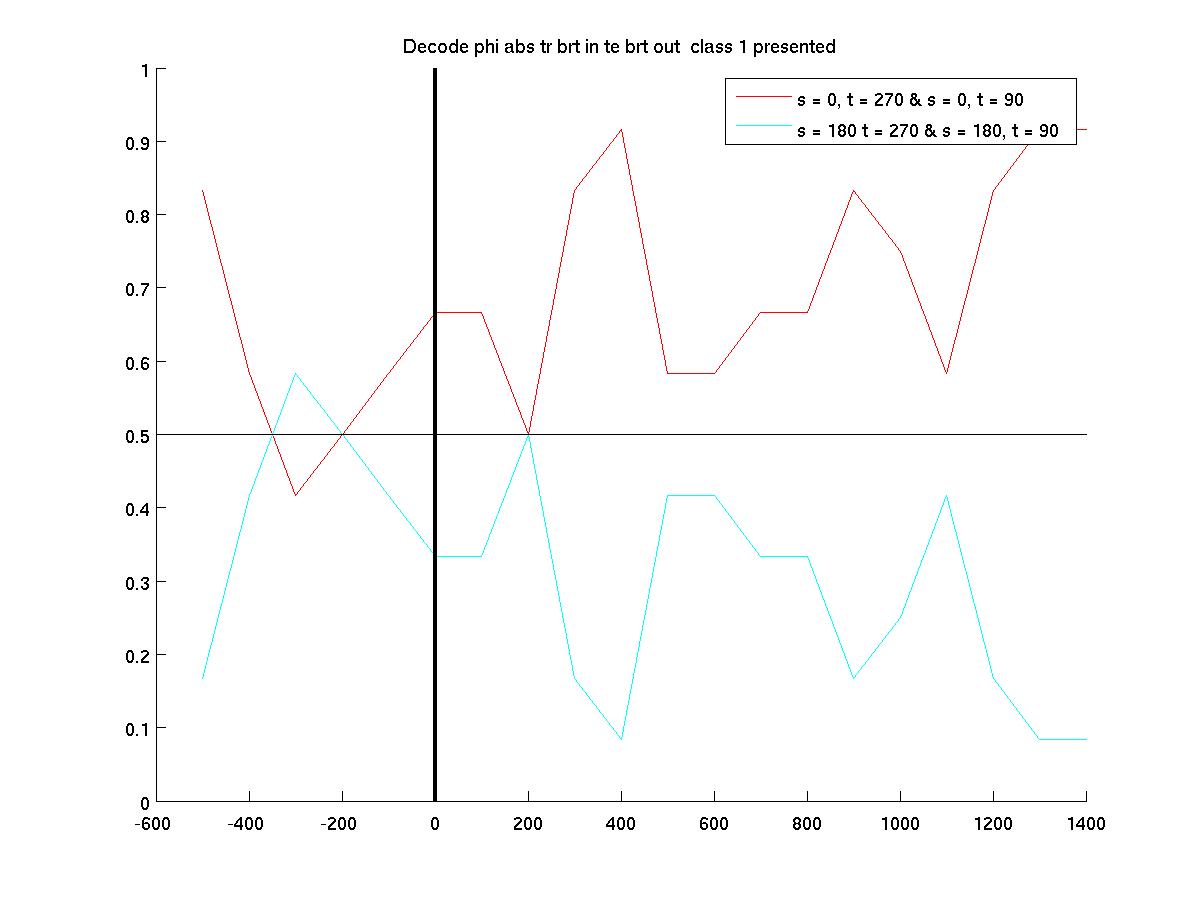 Decode phi abs tr brt in te brt out  class 1 presented
s = 0, t = 270 & s = 0, t = 90
s = 180 t = 270 & s = 180, t = 90
1
0.9
0.8
0.7
0.6
0.5
0.4
0.3
0.2
0.1
0
-600 -400 -200 0 200 400 600 800 1000 1200 1400